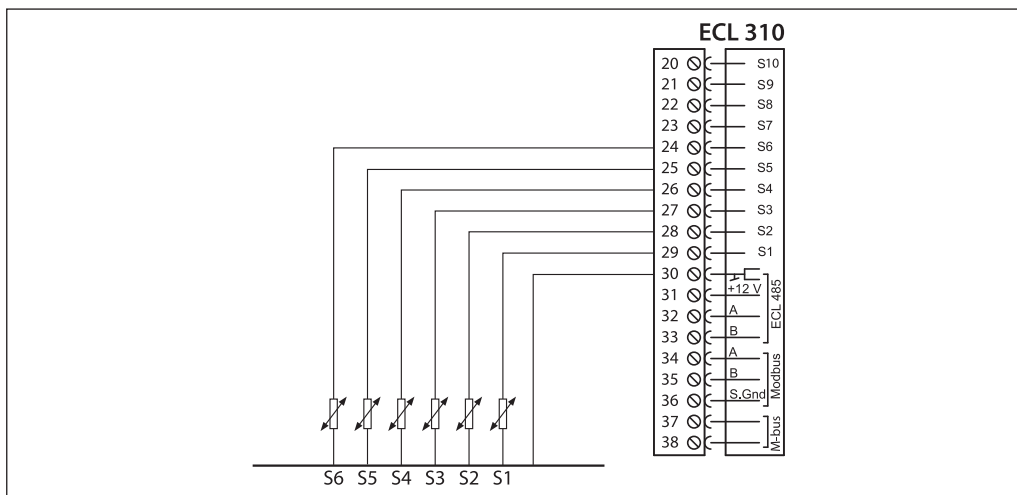 ECL 310
20 S10
21 S9
22 S8
23 S7
24 S6
25 S5
26 S4
27 S3
28 S2
29 S1
30
31 +12 V
32 A
33 B
ECL 485
34 A
35 B
36 S.Gnd
Modbus
37
38
M-bus
S6 S5 S4 S3 S2 S1